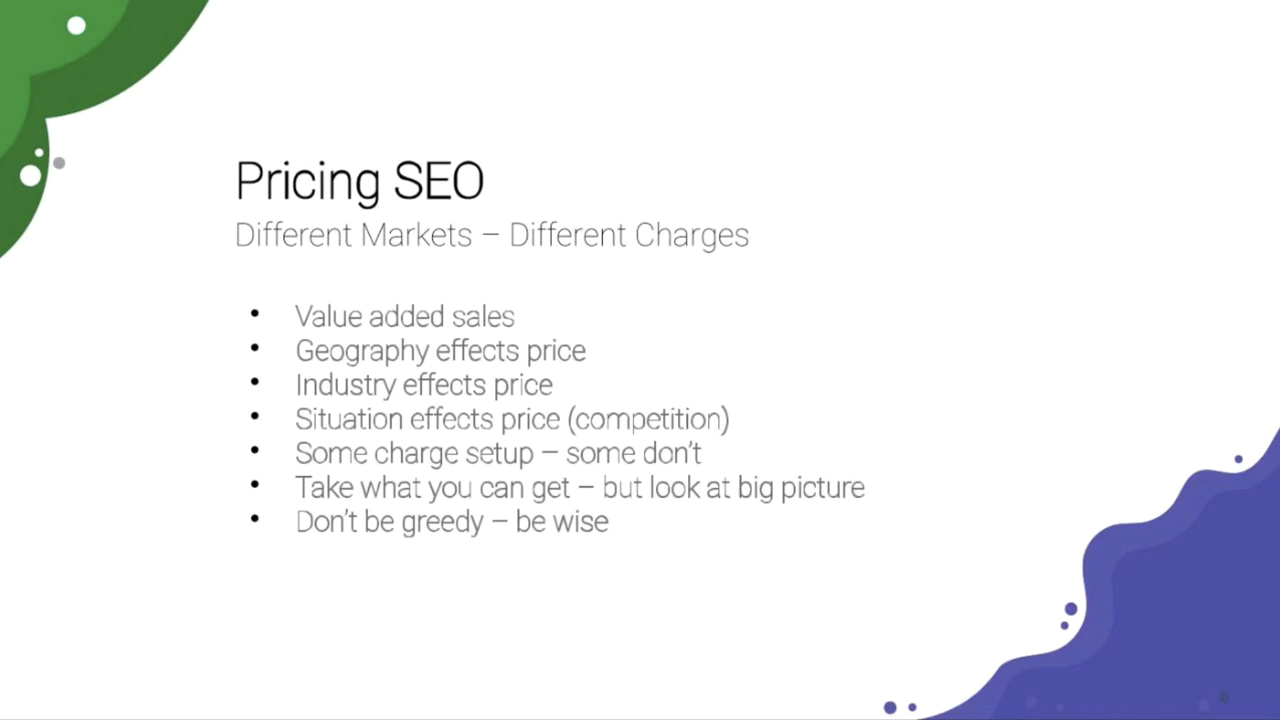 Pricing SEO
Different Markets – Different Charges
• Value added sales
• Geography effects price
• Industry effects price
• Situation effects price (competition)
• Some charge setup – some don't
• Take what you can get – but look at big picture
• Don't be greedy – be wise
6